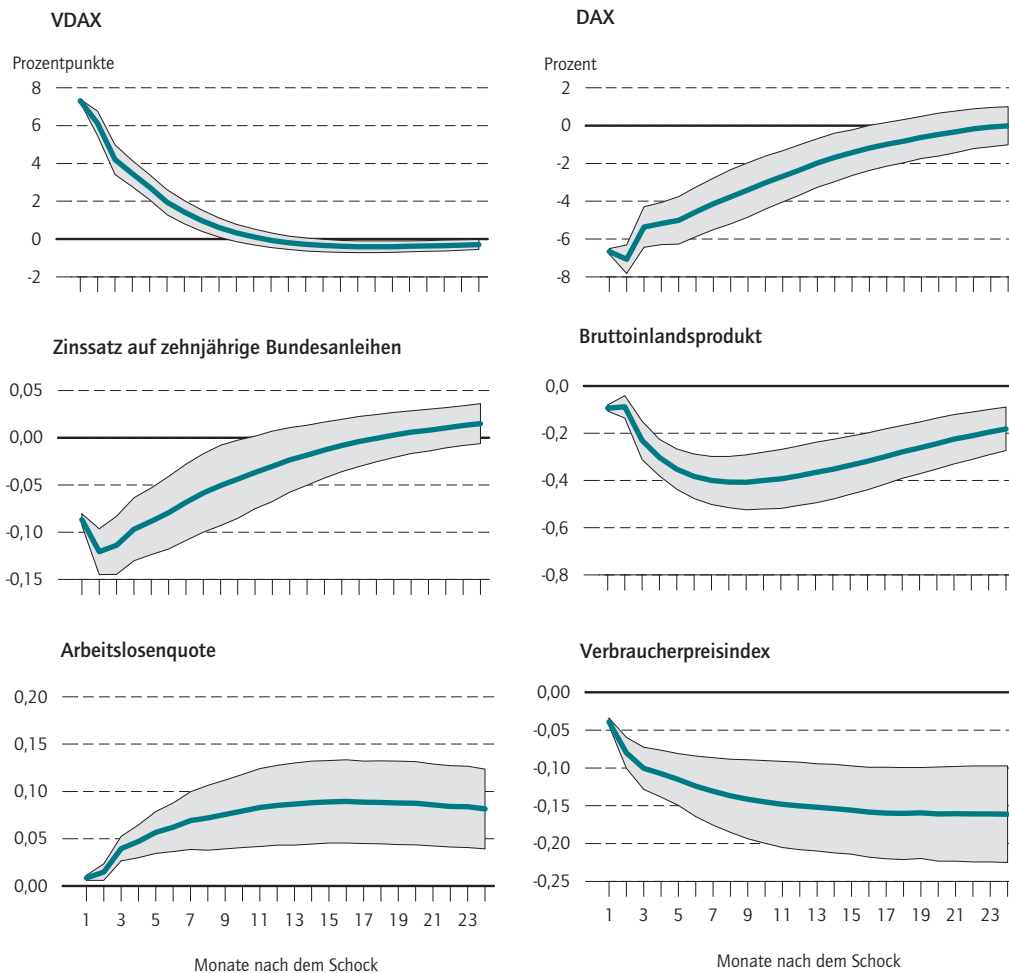 VDAX
Prozentpunkte
8
6
4
2
0
-2
DAX
Prozent
2
0
-2
-4
-6
-8
Zinssatz auf zehnjährige Bundesanleihen
0,05
0,00
-0,05
-0,10
-0,15
Bruttoinlandsprodukt
0,0
-0,2
-0,4
-0,6
-0,8
Arbeitslosenquote
0,20
0,15
0,10
0,05
0,00
1 3 5 7 9 11 13 15 17 19 21 23
Monate nach dem Schock
Verbraucherpreisindex
0,00
-0,05
-0,10
-0,15
-0,20
-0,25
1 3 5 7 9 11 13 15 17 19 21 23
Monate nach dem Schock